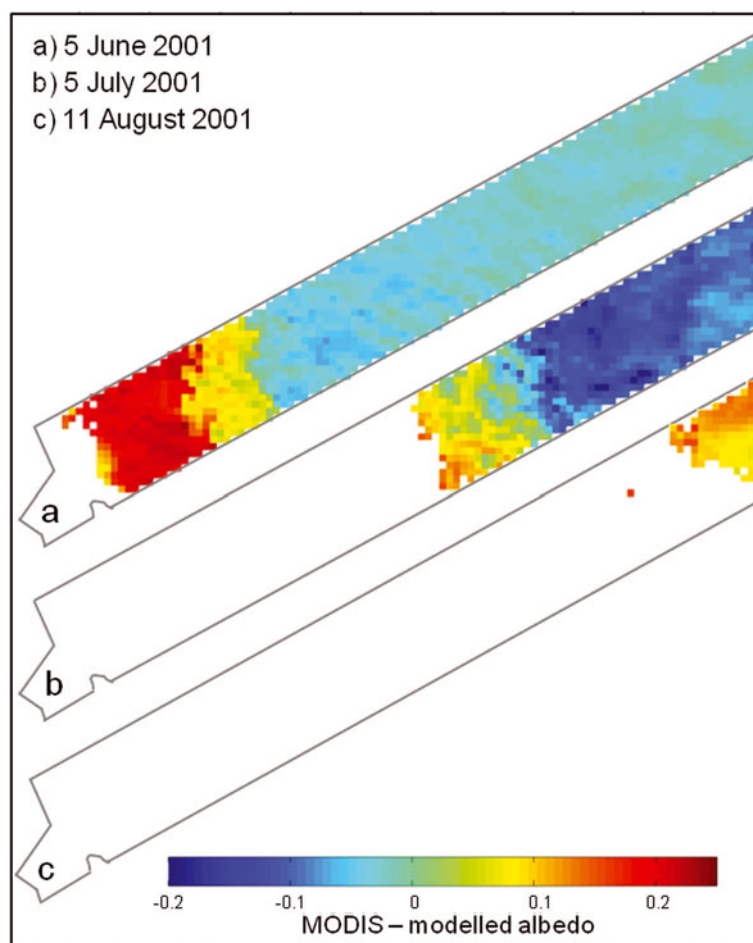 a) 5 June 2001
b) 5 July 2001
c) 11 August 2001
a
b
c
-0.2 -0.1 0 0.1 0.2
MODIS – modelled albedo